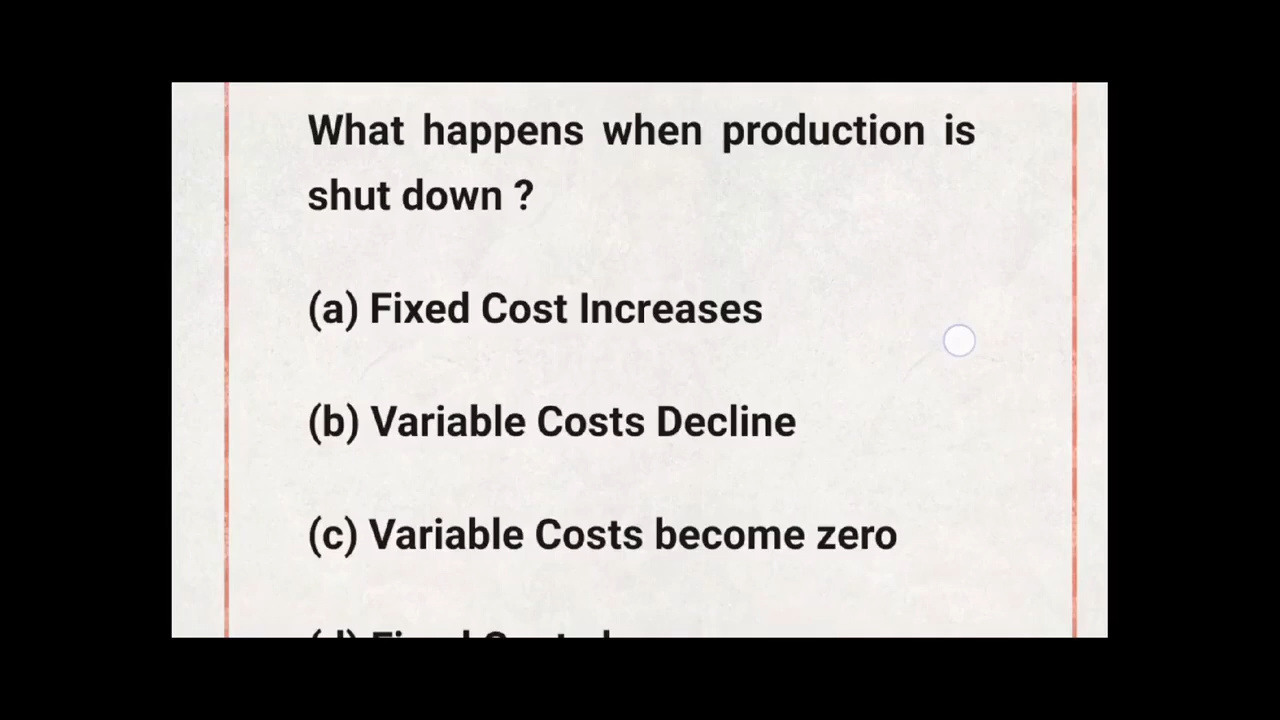 What happens when production is
shut down ?
(a) Fixed Cost Increases
(b) Variable Costs Decline
(c) Variable Costs become zero